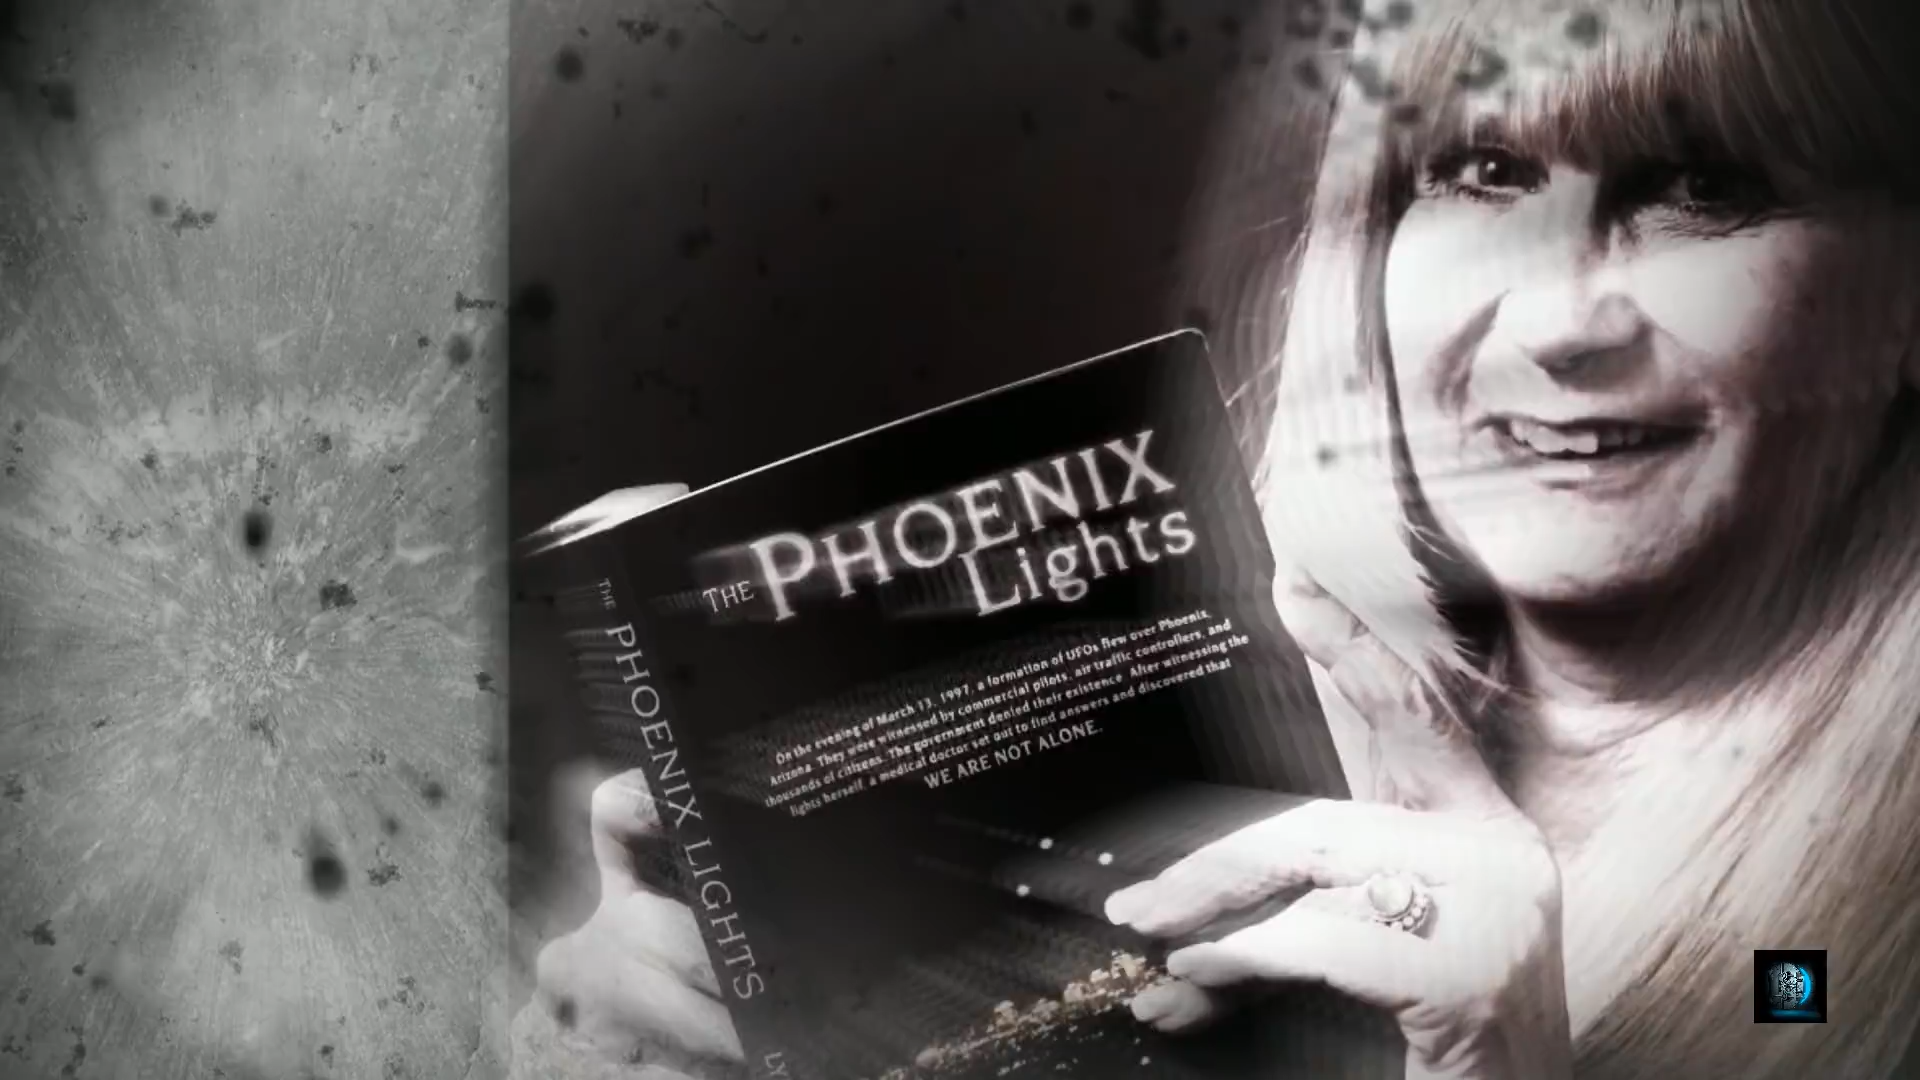 THE PHOENIX
Lights
On the evening of March 13, 1997, a formation of UFOs flew over Phoenix,
Arizona. They were witnessed by commercial pilots, air traffic controllers, and
thousands of citizens. The government denied their existence. After witnessing the
lights herself, a medical doctor set out to find answers and discovered that
WE ARE NOT ALONE.
THE PHOENIX LIGHTS LY